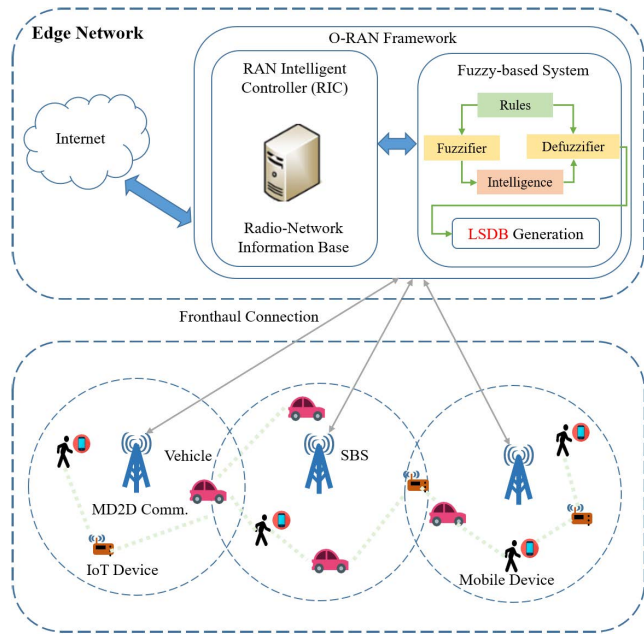 Edge Network
O-RAN Framework
RAN Intelligent
Controller (RIC)
Radio-Network
Information Base
Internet
Fuzzy-based System
Rules
Fuzzifier
Defuzzifier
Intelligence
LSDB Generation
Fronthaul Connection
Vehicle
SBS
MD2D Comm.
IoT Device
Mobile Device